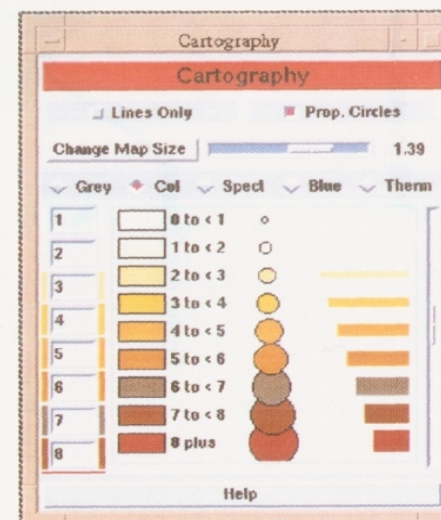 Cartography
Cartography
Lines Only Prop. Circles
Change Map Size 1.39
Grey Col Spect Blue Therm
1 0 to < 1
2 1 to < 2
3 2 to < 3
4 3 to < 4
5 4 to < 5
6 5 to < 6
7 6 to < 7
8 7 to < 8
8 plus
Help